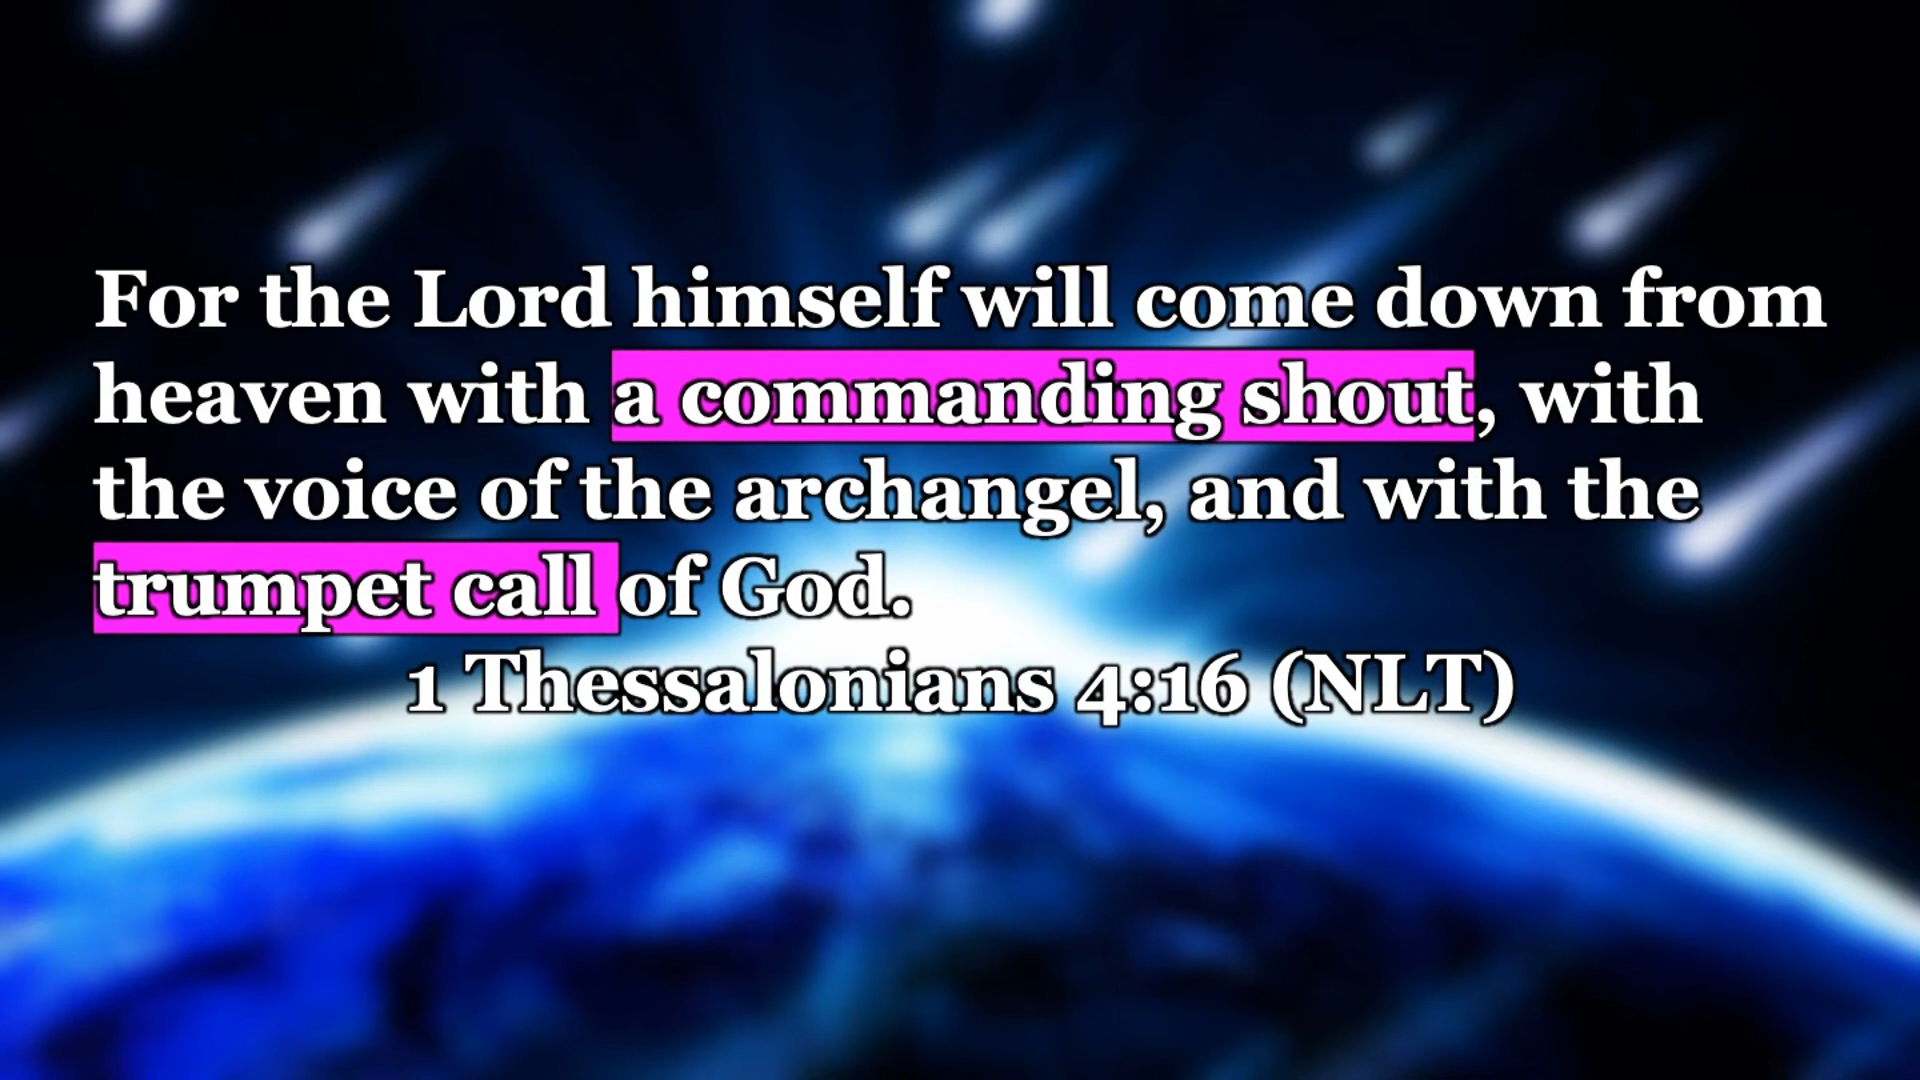 For the Lord himself will come down from
heaven with a commanding shout, with
the voice of the archangel, and with the
trumpet call of God.
1 Thessalonians 4:16 (NLT)